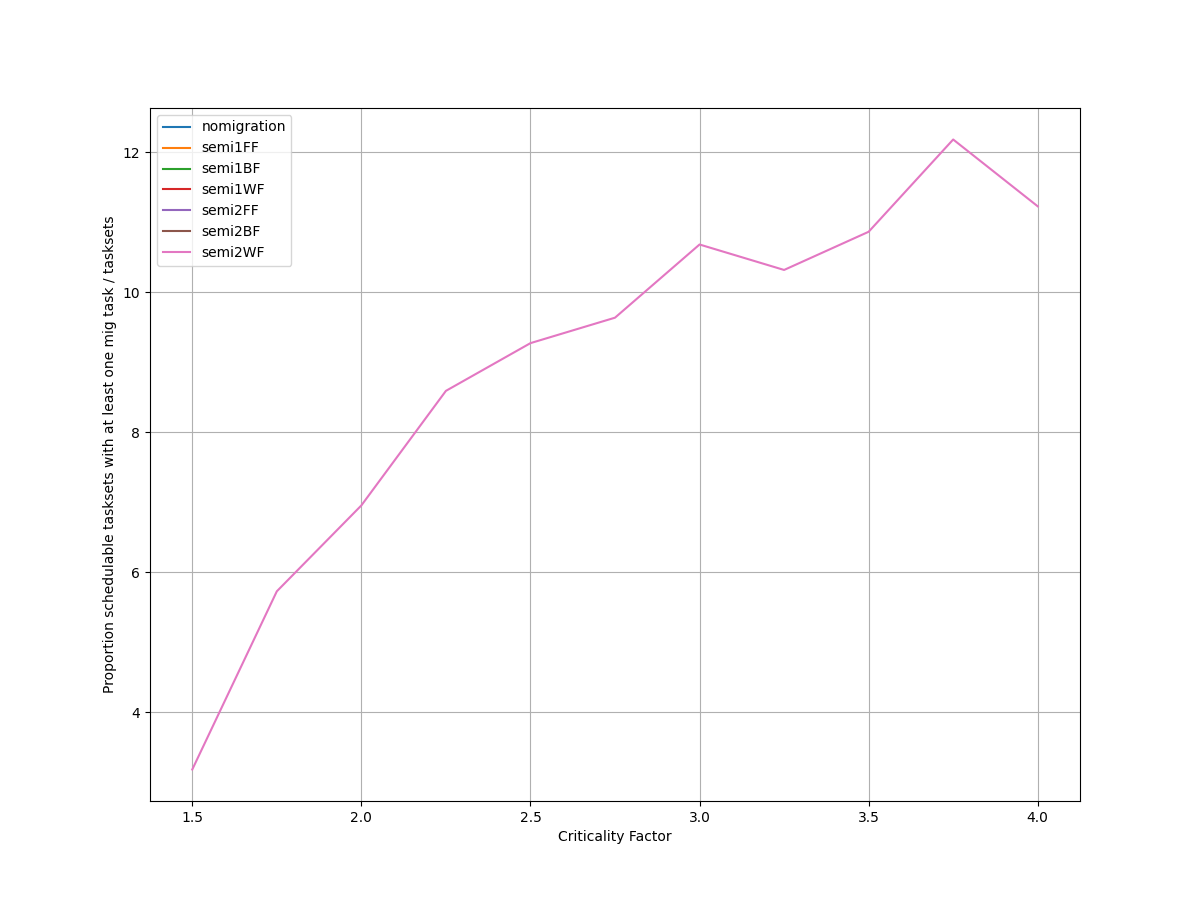 nomigration
semi1FF
semi1BF
semi1WF
semi2FF
semi2BF
semi2WF
12
10
8
6
4
Proportion schedulable tasksets with at least one mig task / tasksets
1.5 2.0 2.5 3.0 3.5 4.0
Criticality Factor